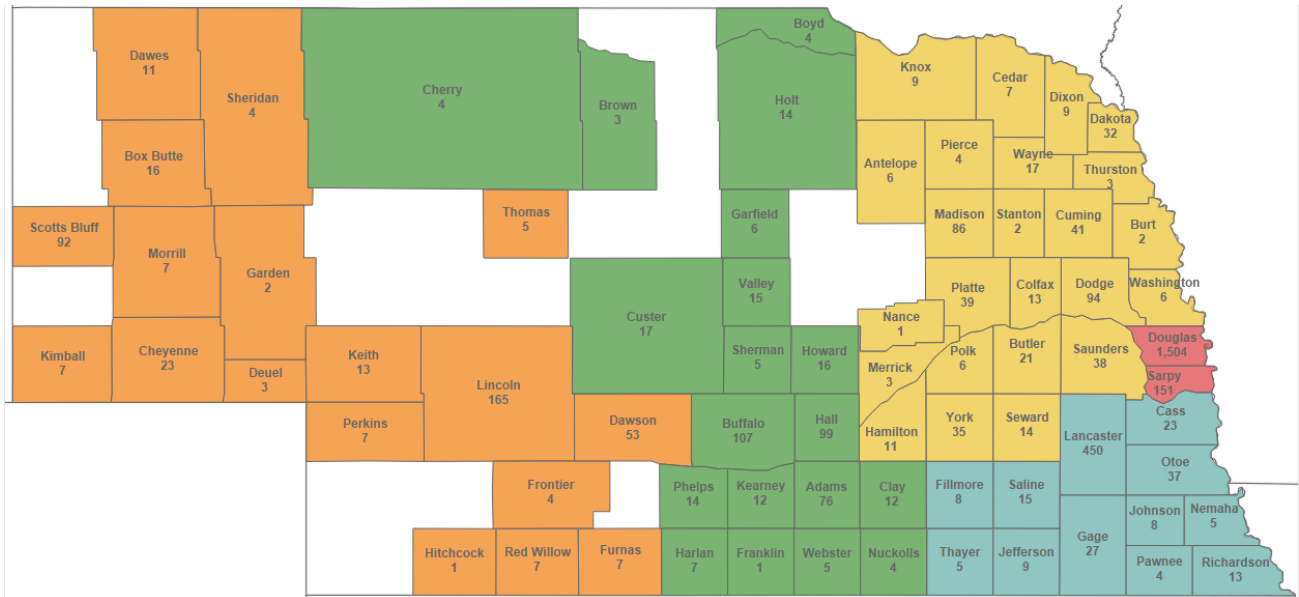 Boyd
4
Dawes
11
Sheridan
4
Cherry
4
Brown
3
Holt
14
Knox
9
Cedar
7
Dixon
9
Dakota
32
Box Butte
16
Antelope
6
Pierce
4
Wayne
17
Thurston
3
Scotts Bluff
92
Morrill
7
Garden
2
Thomas
5
Garfield
6
Madison
86
Stanton
2
Cuming
41
Burt
2
Custer
17
Valley
15
Platte
39
Colfax
13
Dodge
94
Washington
6
Nance
1
Kimball
7
Cheyenne
23
Deuel
3
Keith
13
Lincoln
165
Sherman
5
Howard
16
Merrick
3
Polk
6
Butler
21
Saunders
38
Douglas
1,504
Sarpy
151
Perkins
7
Dawson
53
Buffalo
107
Hall
99
Hamilton
11
York
35
Seward
14
Lancaster
450
Cass
23
Otoe
37
Frontier
4
Phelps
14
Kearney
12
Adams
76
Clay
12
Fillmore
8
Saline
15
Gage
27
Johnson
8
Nemaha
5
Hitchcock
1
Red Willow
7
Furnas
7
Harlan
7
Franklin
1
Webster
5
Nuckolls
4
Thayer
5
Jefferson
9
Pawnee
4
Richardson
13